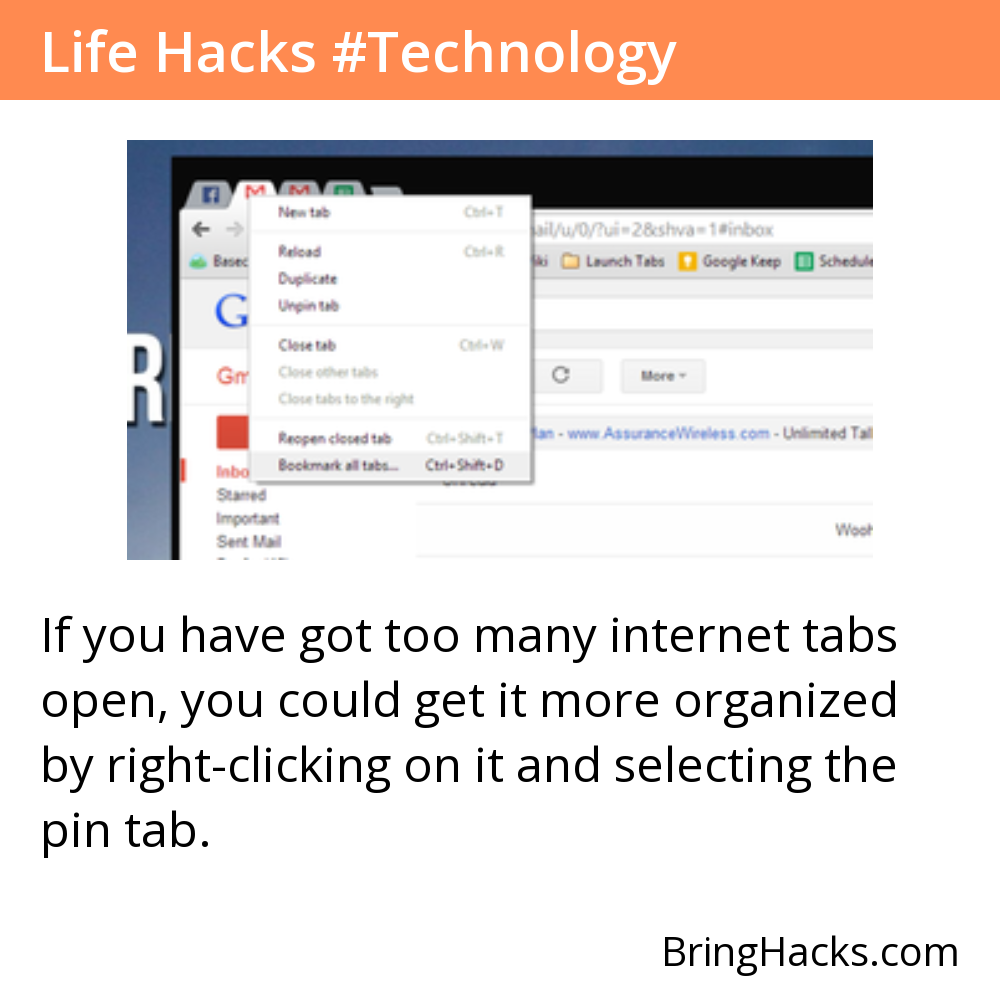 Life Hacks #Technology
New tab Ctrl+T
ail/u/0/?ui=2&shva=1#inbox
Reload Ctrl+R
Launch Tabs Google Keep Schedule
Duplicate
Unpin tab
G
Close tab Ctrl+W
Close other tabs
More
Gm
Close tabs to the right
R
Reopen closed tab Ctrl+Shift+T
lan - www.AssuranceWireless.com - Unlimited Tal
Bookmark all tabs... Ctrl+Shift+D
Inbo
Starred
Important
Sent Mail
Wooh
If you have got too many internet tabs
open, you could get it more organized
by right-clicking on it and selecting the
pin tab.
BringHacks.com